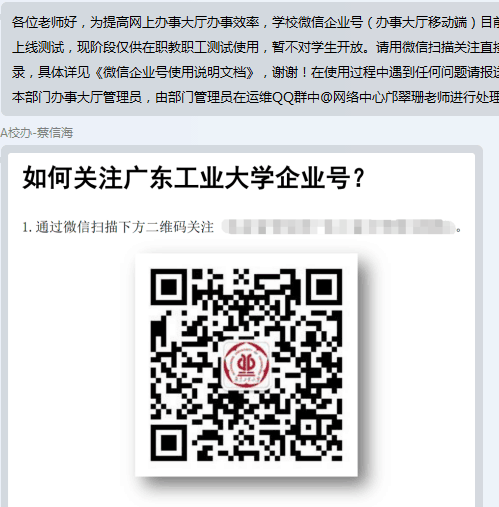 各位老师好，为提高网上办事大厅办事效率，学校微信企业号（办事大厅移动端）目前
上线测试，现阶段仅供在职教职工测试使用，暂不对学生开放。请用微信扫描关注直接
录，具体详见《微信企业号使用说明文档》，谢谢！在使用过程中遇到任何问题请报送
本部门办事大厅管理员，由部门管理员在运维QQ群中@网络中心邝翠珊老师进行处理
A校办-蔡信海
如何关注广东工业大学企业号？
1. 通过微信扫描下方二维码关注 。